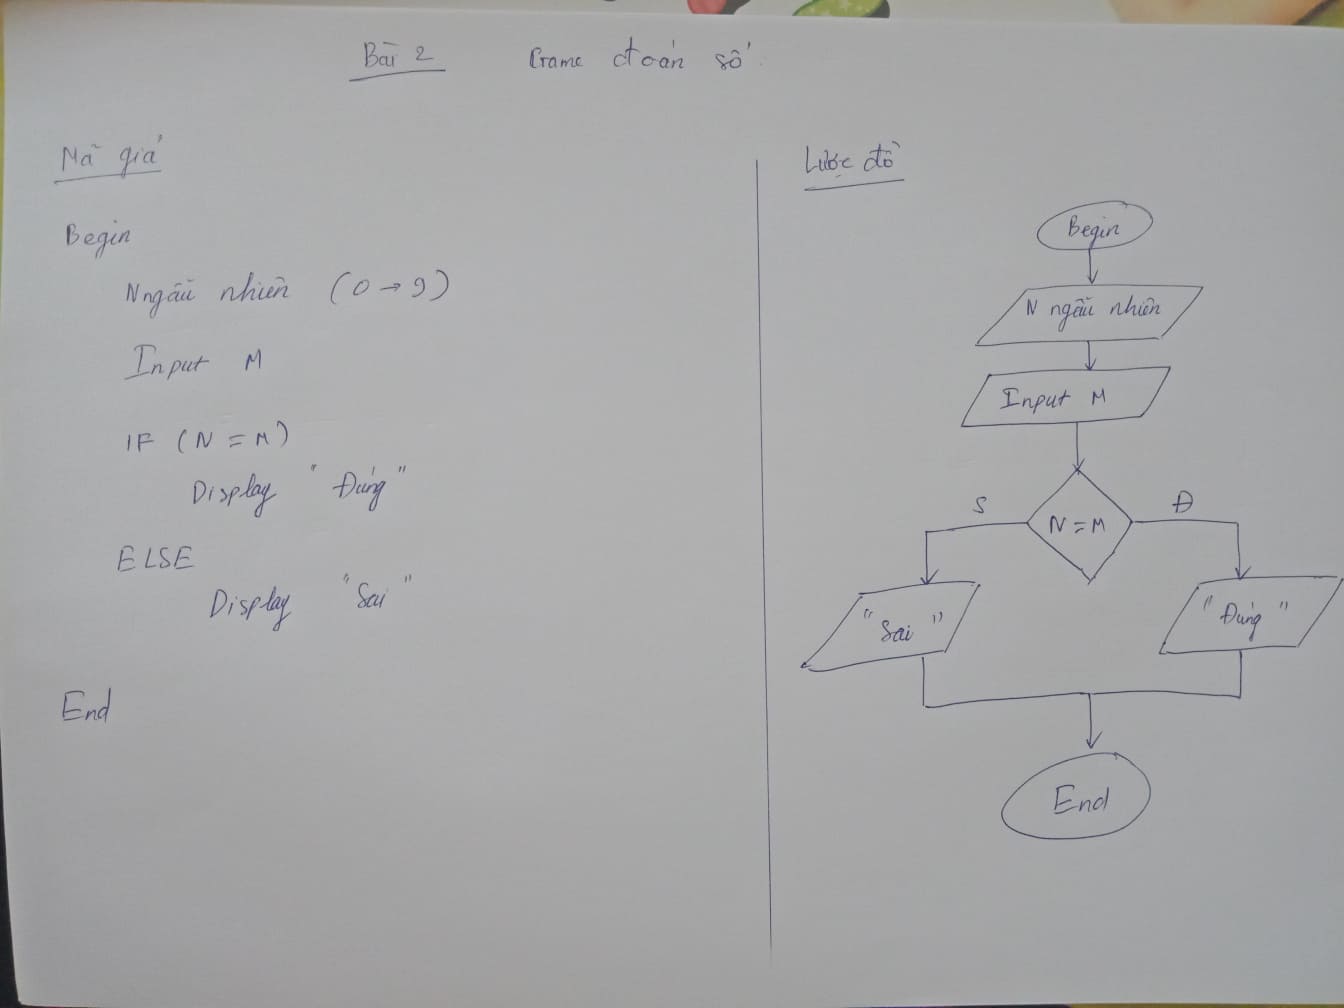 Bài 2 Game đoán số
Mã giả
Begin
N ngẫu nhiên (0 → 9)
Input M
IF (N = M)
Display "Đúng"
ELSE
Display "Sai"
End
Lược đồ
Begin
N ngẫu nhiên
Input M
N = M
S
Đ
"Sai"
"Đúng"
End